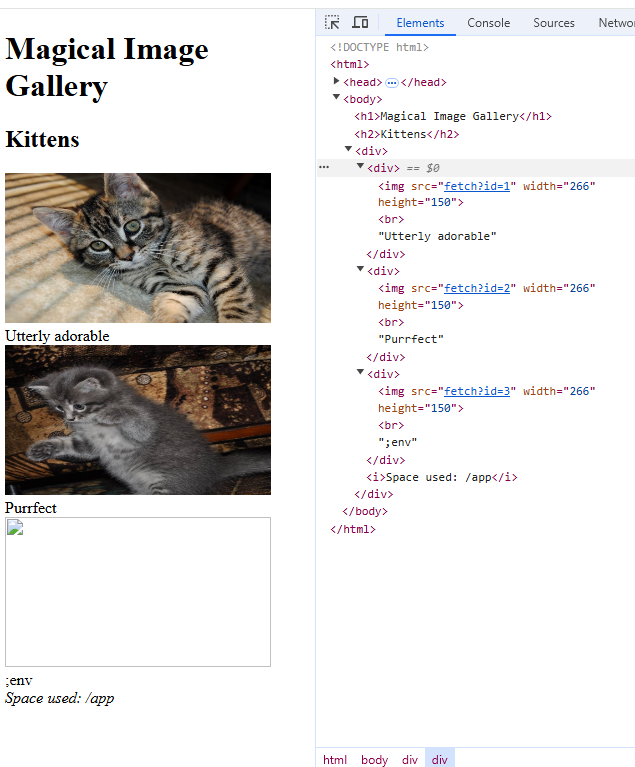 Magical Image
Gallery
Kittens
Utterly adorable
Purrfect
;env
Space used: /app
Elements Console Sources Networ
<!DOCTYPE html>
<html>
<head> ⋯ </head>
<body>
<h1>Magical Image Gallery</h1>
<h2>Kittens</h2>
<div>
<div> == $0
<img src="fetch?id=1" width="266"
height="150">
<br>
"Utterly adorable"
</div>
<div>
<img src="fetch?id=2" width="266"
height="150">
<br>
"Purrfect"
</div>
<div>
<img src="fetch?id=3" width="266"
height="150">
<br>
";env"
</div>
<i>Space used: /app</i>
</div>
</body>
</html>
html body div div